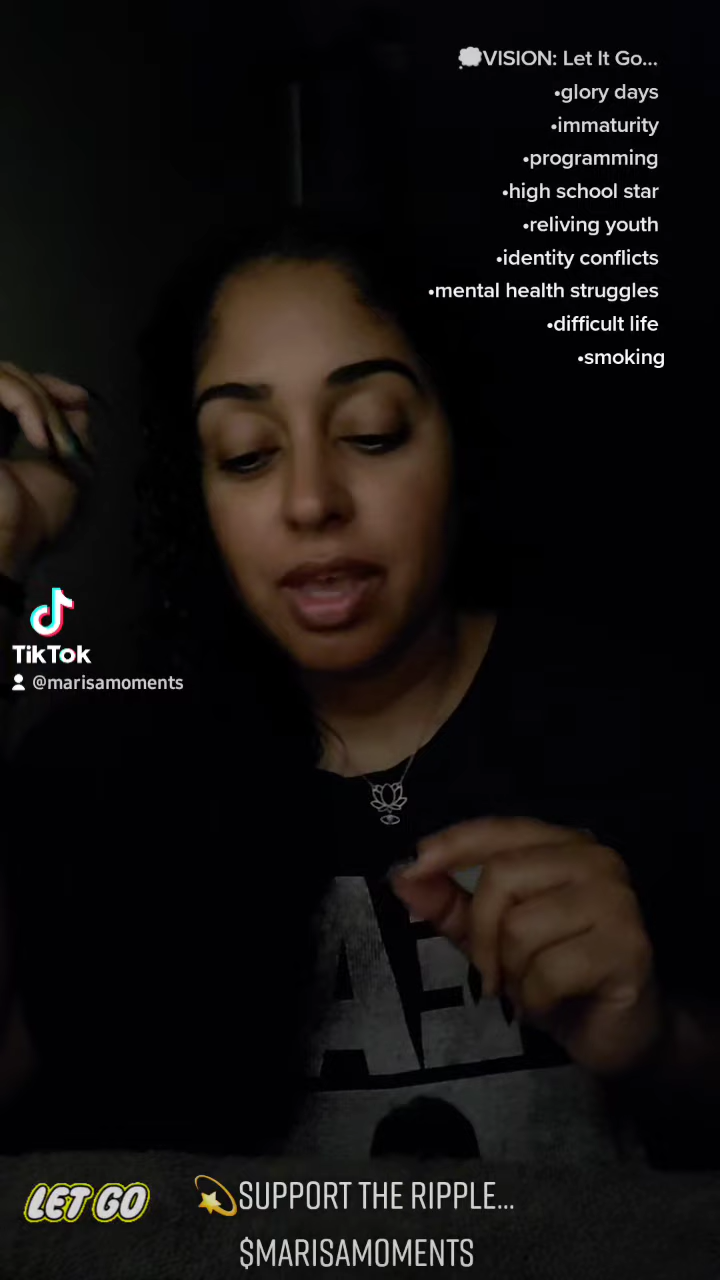 💭VISION: Let It Go...
•glory days
•immaturity
•programming
•high school star
•reliving youth
•identity conflicts
•mental health struggles
•difficult life
•smoking
TikTok
@marisamoments
LET GO
💫SUPPORT THE RIPPLE...
$MARISAMOMENTS